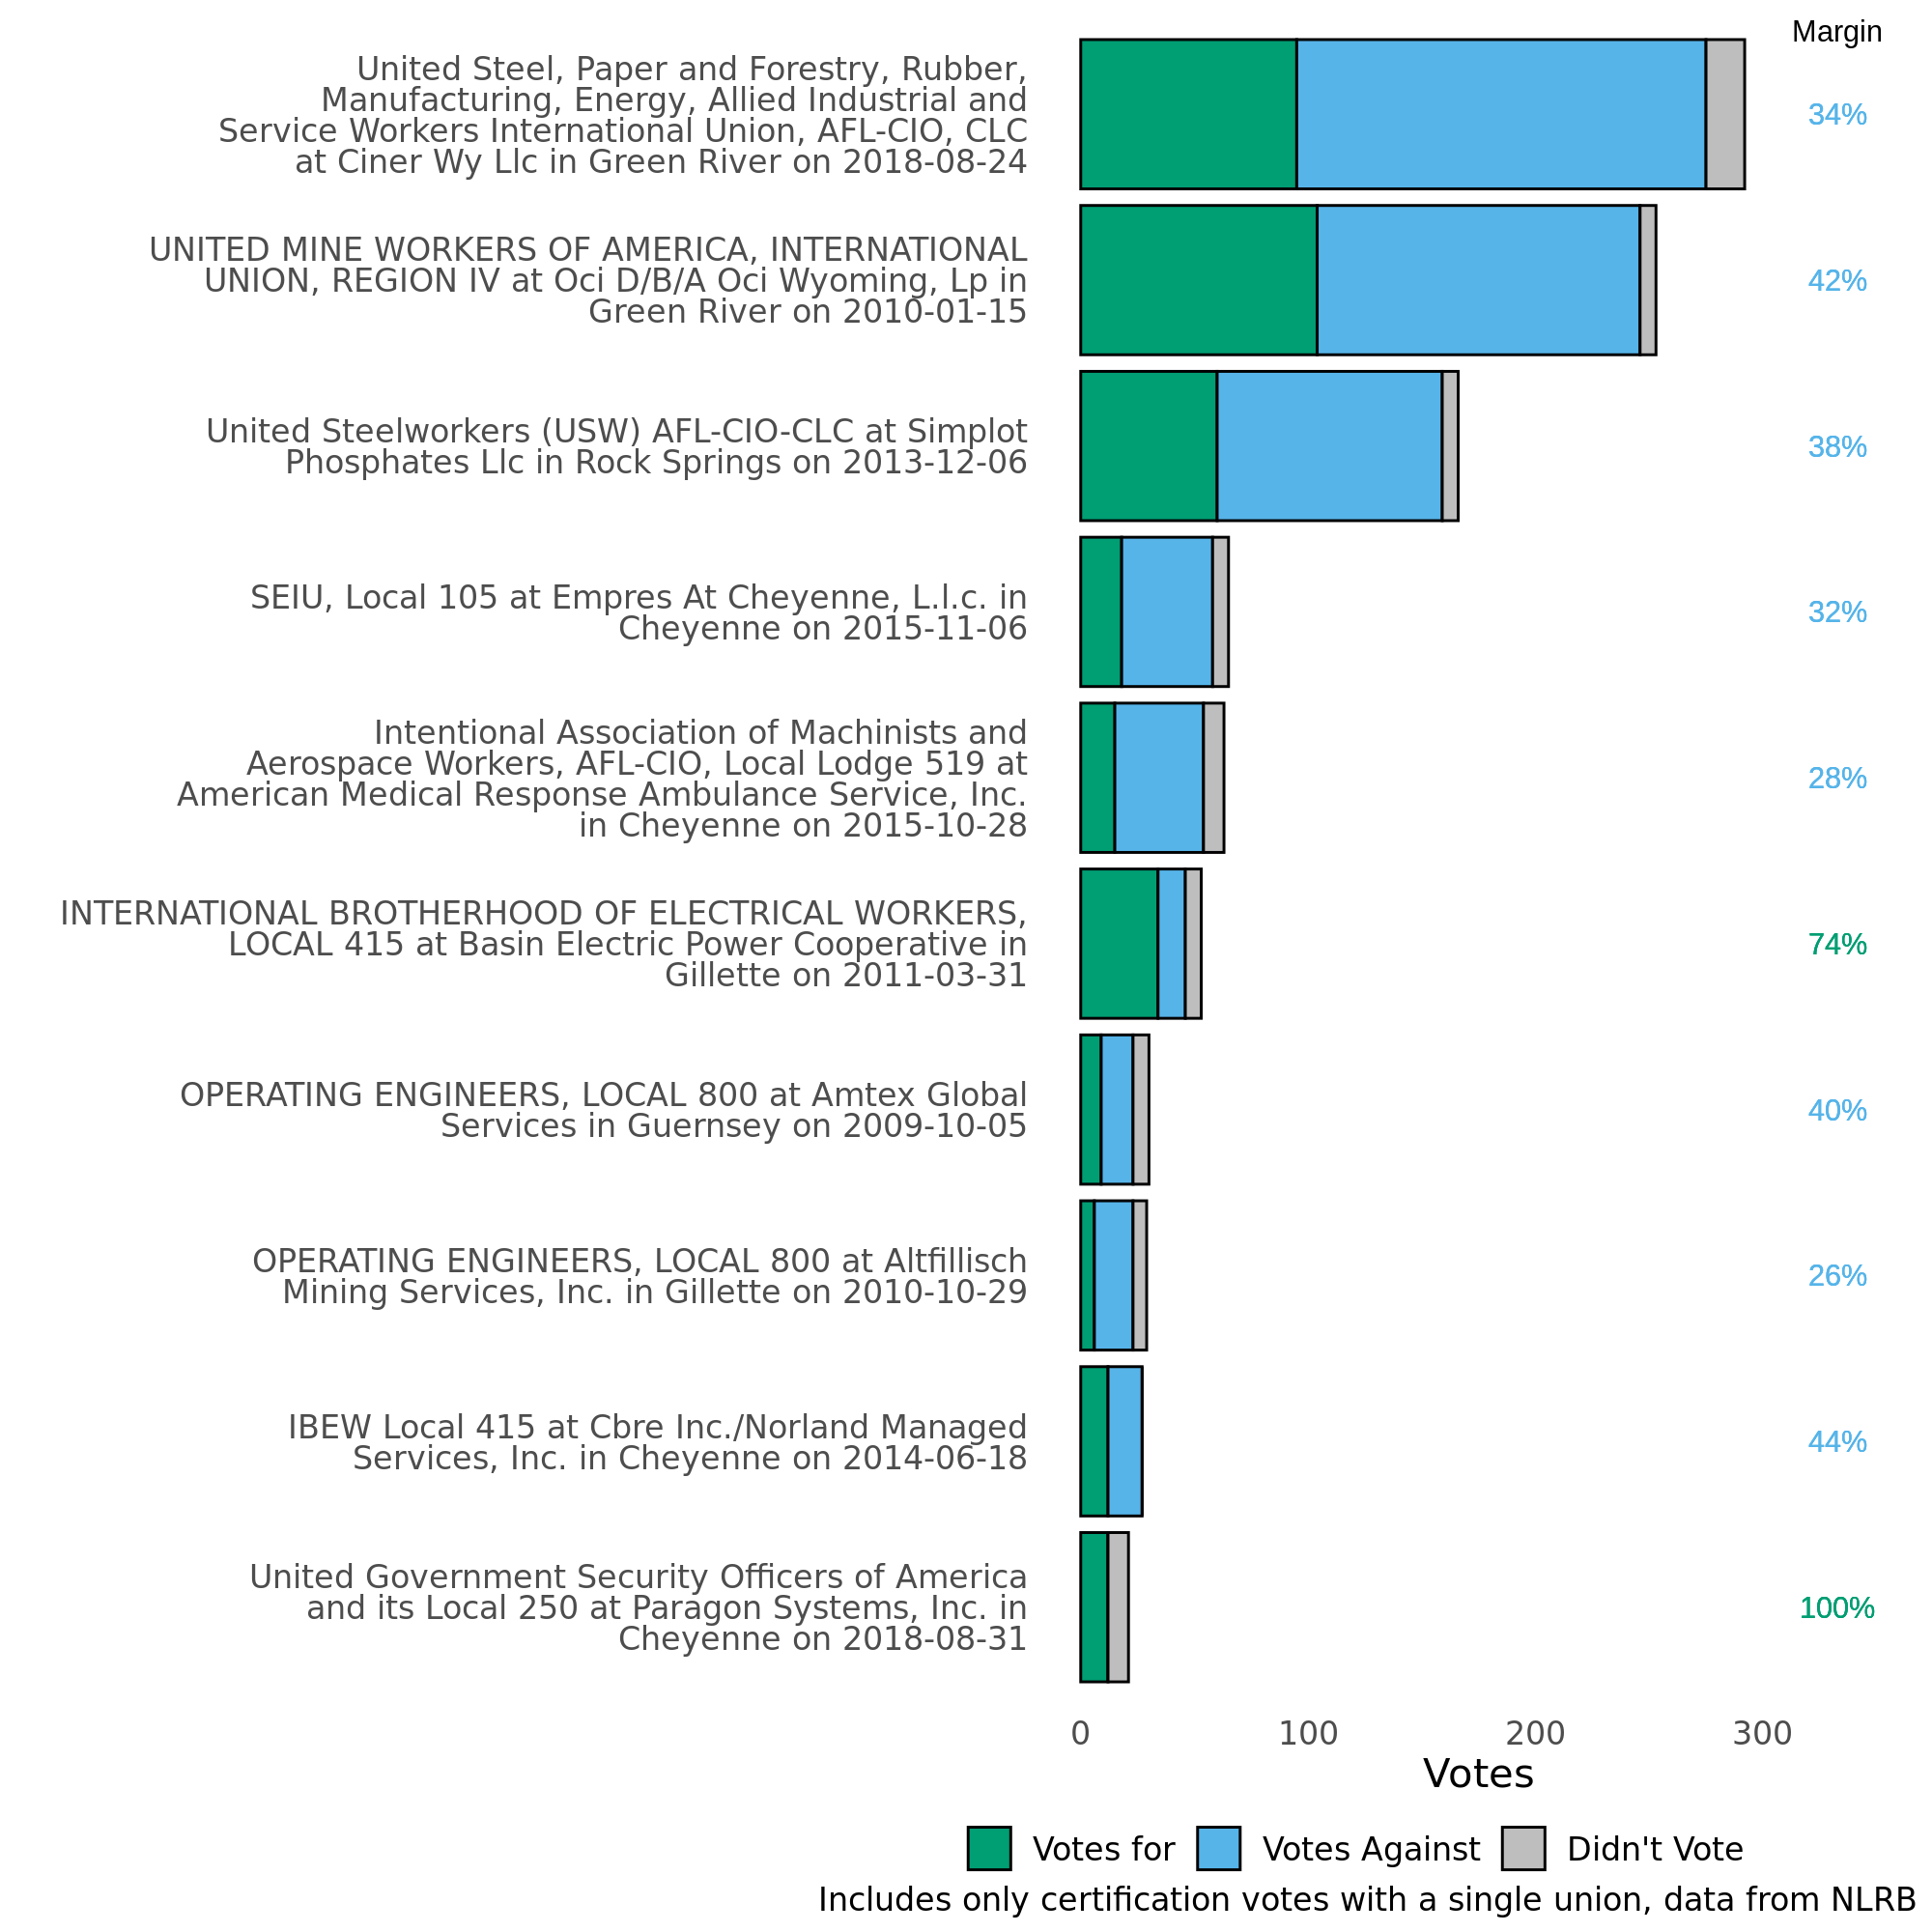 Margin
United Steel, Paper and Forestry, Rubber,
Manufacturing, Energy, Allied Industrial and
Service Workers International Union, AFL-CIO, CLC
at Ciner Wy Llc in Green River on 2018-08-24
34%
UNITED MINE WORKERS OF AMERICA, INTERNATIONAL
UNION, REGION IV at Oci D/B/A Oci Wyoming, Lp in
Green River on 2010-01-15
42%
United Steelworkers (USW) AFL-CIO-CLC at Simplot
Phosphates Llc in Rock Springs on 2013-12-06
38%
SEIU, Local 105 at Empres At Cheyenne, L.l.c. in
Cheyenne on 2015-11-06
32%
Intentional Association of Machinists and
Aerospace Workers, AFL-CIO, Local Lodge 519 at
American Medical Response Ambulance Service, Inc.
in Cheyenne on 2015-10-28
28%
INTERNATIONAL BROTHERHOOD OF ELECTRICAL WORKERS,
LOCAL 415 at Basin Electric Power Cooperative in
Gillette on 2011-03-31
74%
OPERATING ENGINEERS, LOCAL 800 at Amtex Global
Services in Guernsey on 2009-10-05
40%
OPERATING ENGINEERS, LOCAL 800 at Altfillisch
Mining Services, Inc. in Gillette on 2010-10-29
26%
IBEW Local 415 at Cbre Inc./Norland Managed
Services, Inc. in Cheyenne on 2014-06-18
44%
United Government Security Officers of America
and its Local 250 at Paragon Systems, Inc. in
Cheyenne on 2018-08-31
100%
0 100 200 300
Votes
Votes for Votes Against Didn't Vote
Includes only certification votes with a single union, data from NLRB